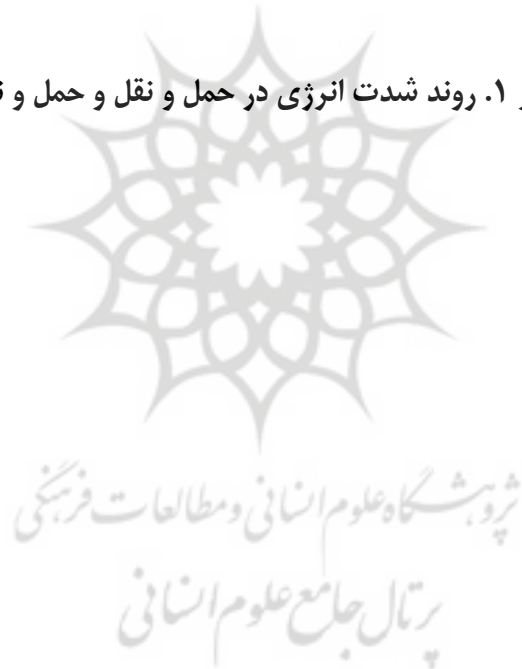 ۱. روند شدت انرژی در حمل و نقل و حمل و
پژوهشگاه علوم انسانی و مطالعات فرهنگی
پرتال جامع علوم انسانی